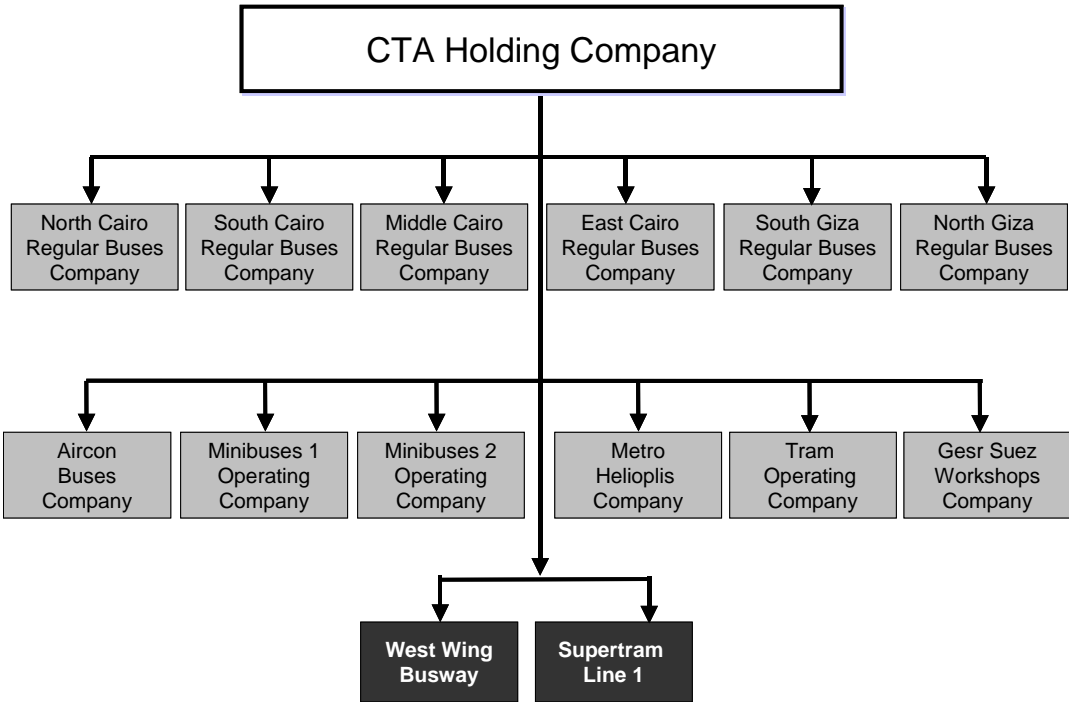 CTA Holding Company
North Cairo
Regular Buses
Company
South Cairo
Regular Buses
Company
Middle Cairo
Regular Buses
Company
East Cairo
Regular Buses
Company
South Giza
Regular Buses
Company
North Giza
Regular Buses
Company
Aircon
Buses
Company
Minibuses 1
Operating
Company
Minibuses 2
Operating
Company
Metro
Helioplis
Company
Tram
Operating
Company
Gesr Suez
Workshops
Company
West Wing
Busway
Supertram
Line 1